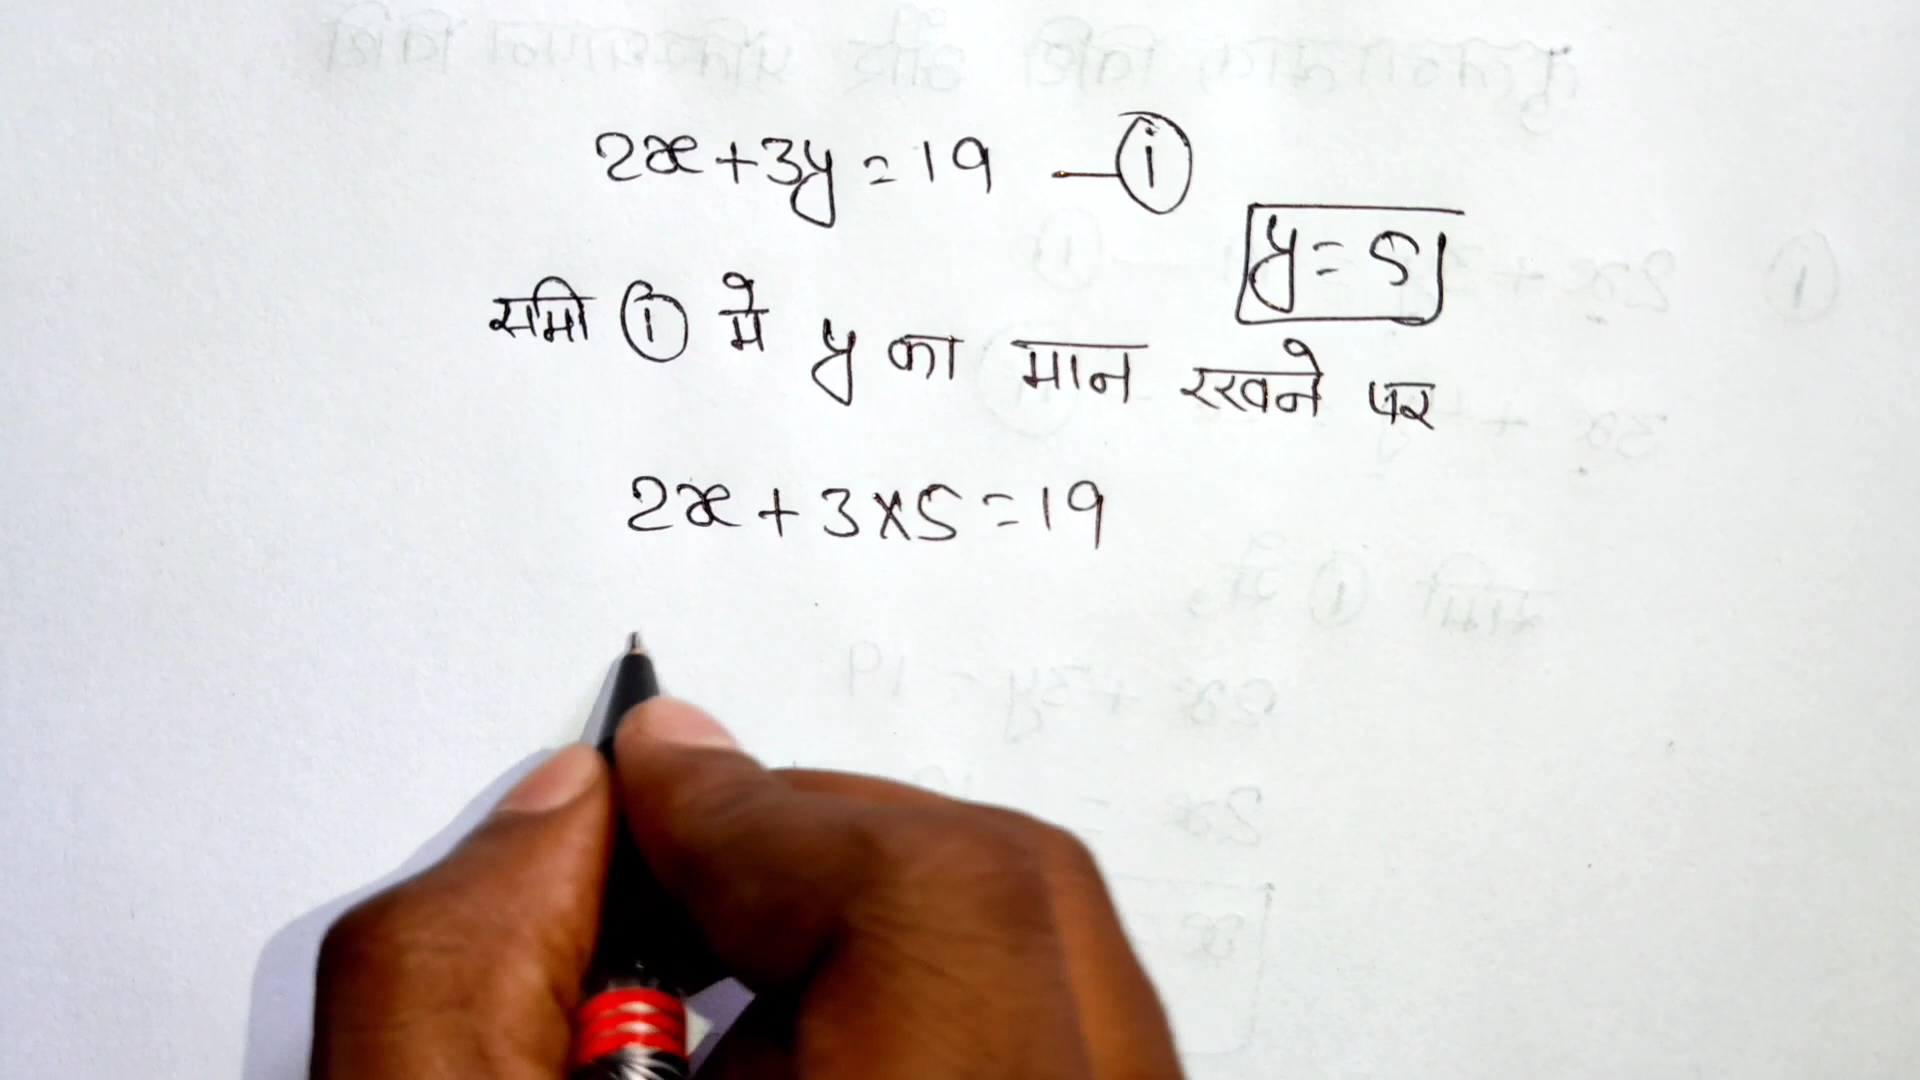 2x+3y=19 — (i)
y=5
समी (i) में y का मान रखने पर
2x+3×5=19